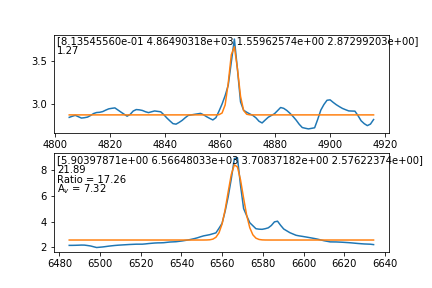 [8.13545560e-01 4.86490318e+03 1.55962574e+00 2.87299203e+00]
1.27
3.5
3.0
4800 4820 4840 4860 4880 4900 4920
[5.90397871e+00 6.56648033e+03 3.70837182e+00 2.57622374e+00]
21.89
Ratio = 17.26
Aᵥ = 7.32
8
6
4
2
6480 6500 6520 6540 6560 6580 6600 6620 6640